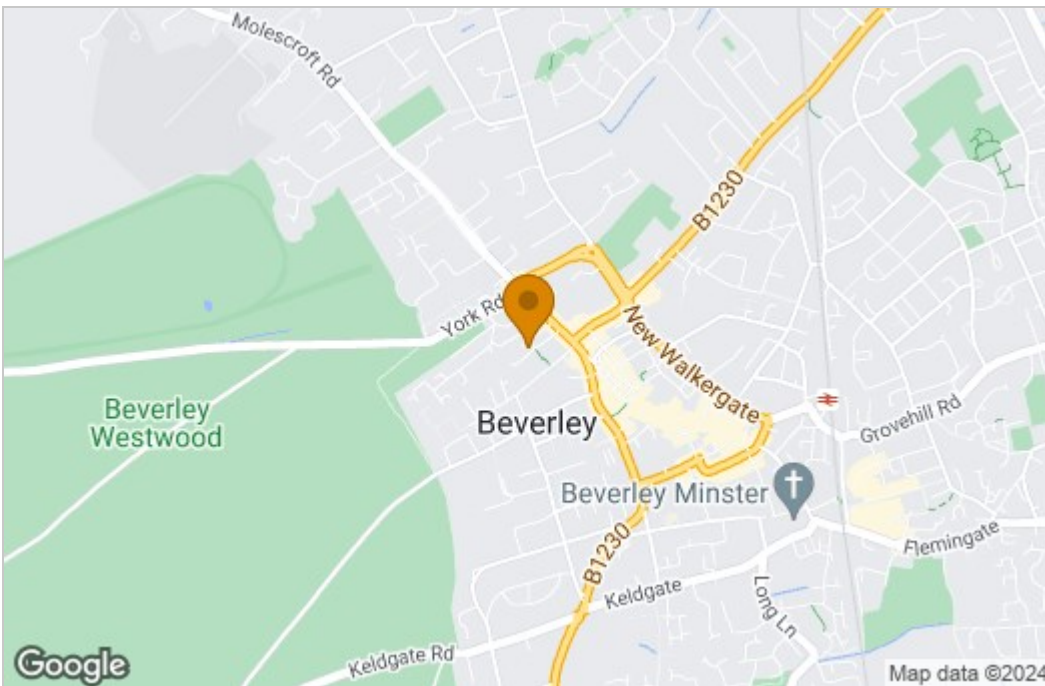 Molescroft Rd
B1230
York Rd
New Walkergate
Beverley
Westwood
Beverley
Grovehill Rd
Beverley Minster
B1230
Flemingate
Keldgate
Long Ln
Keldgate Rd
Google
Map data ©2024